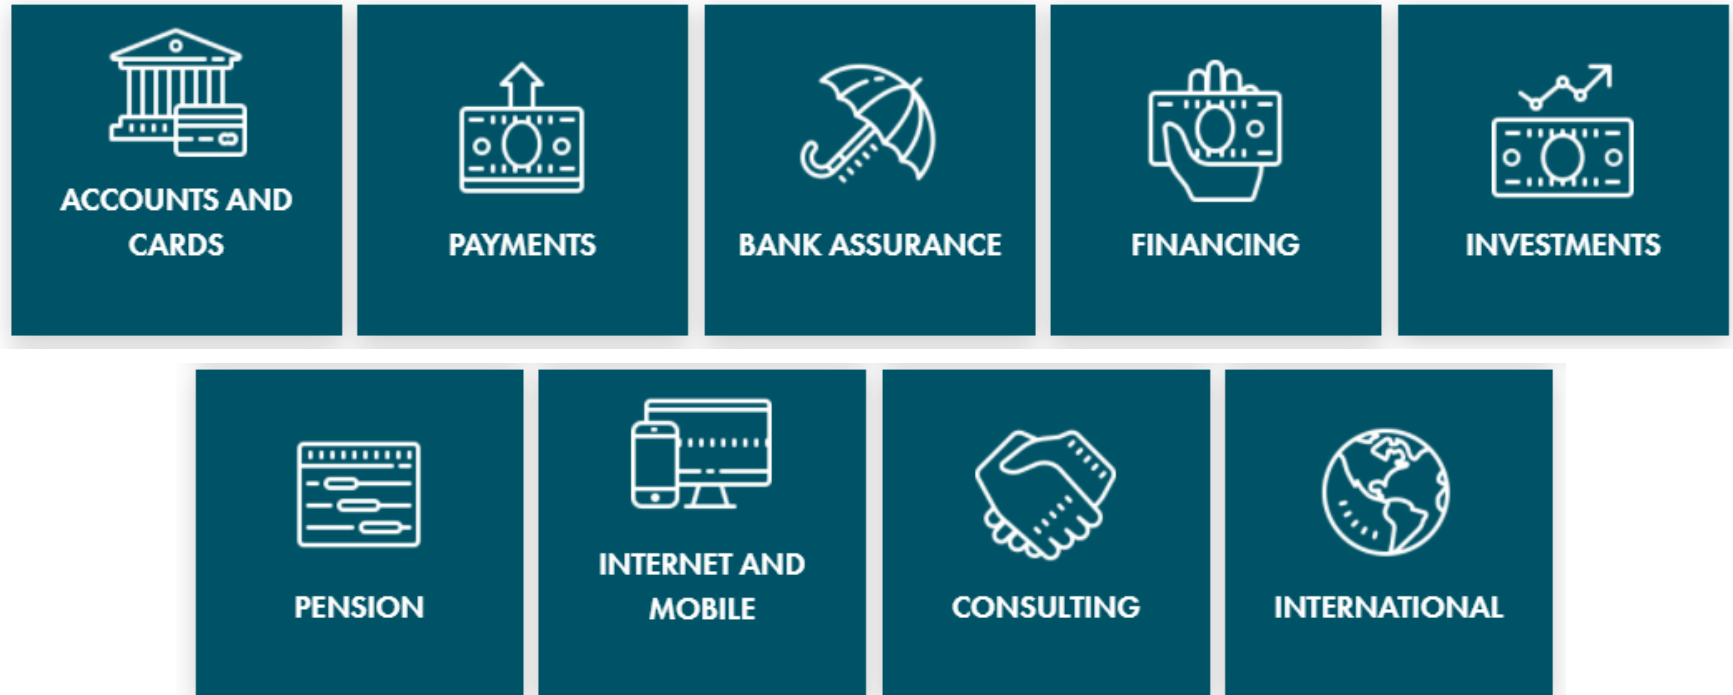 ACCOUNTS AND
CARDS
PAYMENTS
BANK ASSURANCE
FINANCING
INVESTMENTS
PENSION
INTERNET AND
MOBILE
CONSULTING
INTERNATIONAL